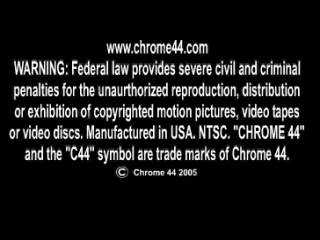 www.chrome44.com
WARNING: Federal law provides severe civil and criminal
penalties for the unaurthorized reproduction, distribution
or exhibition of copyrighted motion pictures, video tapes
or video discs. Manufactured in USA. NTSC. "CHROME 44"
and the "C44" symbol are trade marks of Chrome 44.
© Chrome 44 2005